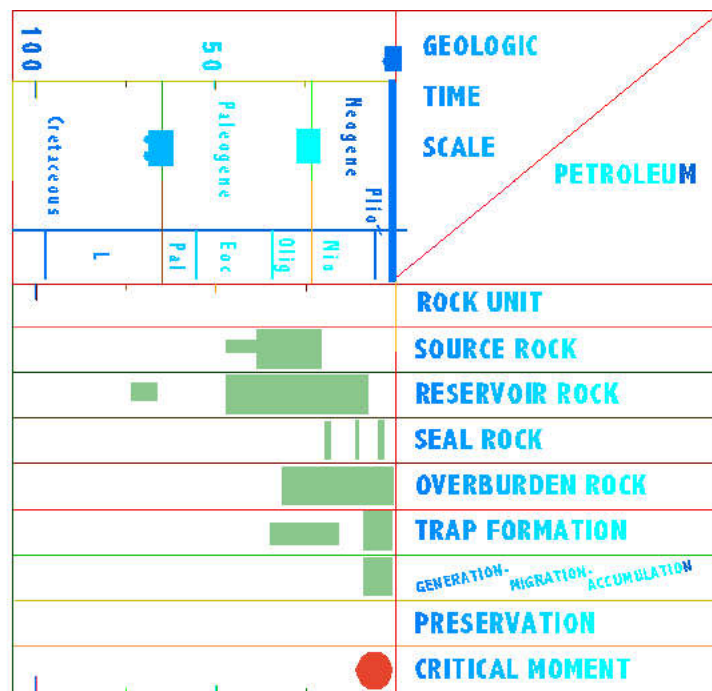 100
50
GEOLOGIC
TIME
SCALE
PETROLEUM
Cretaceous
Paleogene
Neogene
Plio
L
Pal
Eoc
Olig
Nio
ROCK UNIT
SOURCE ROCK
RESERVOIR ROCK
SEAL ROCK
OVERBURDEN ROCK
TRAP FORMATION
GENERATION-MIGRATION-ACCUMULATION
PRESERVATION
CRITICAL MOMENT